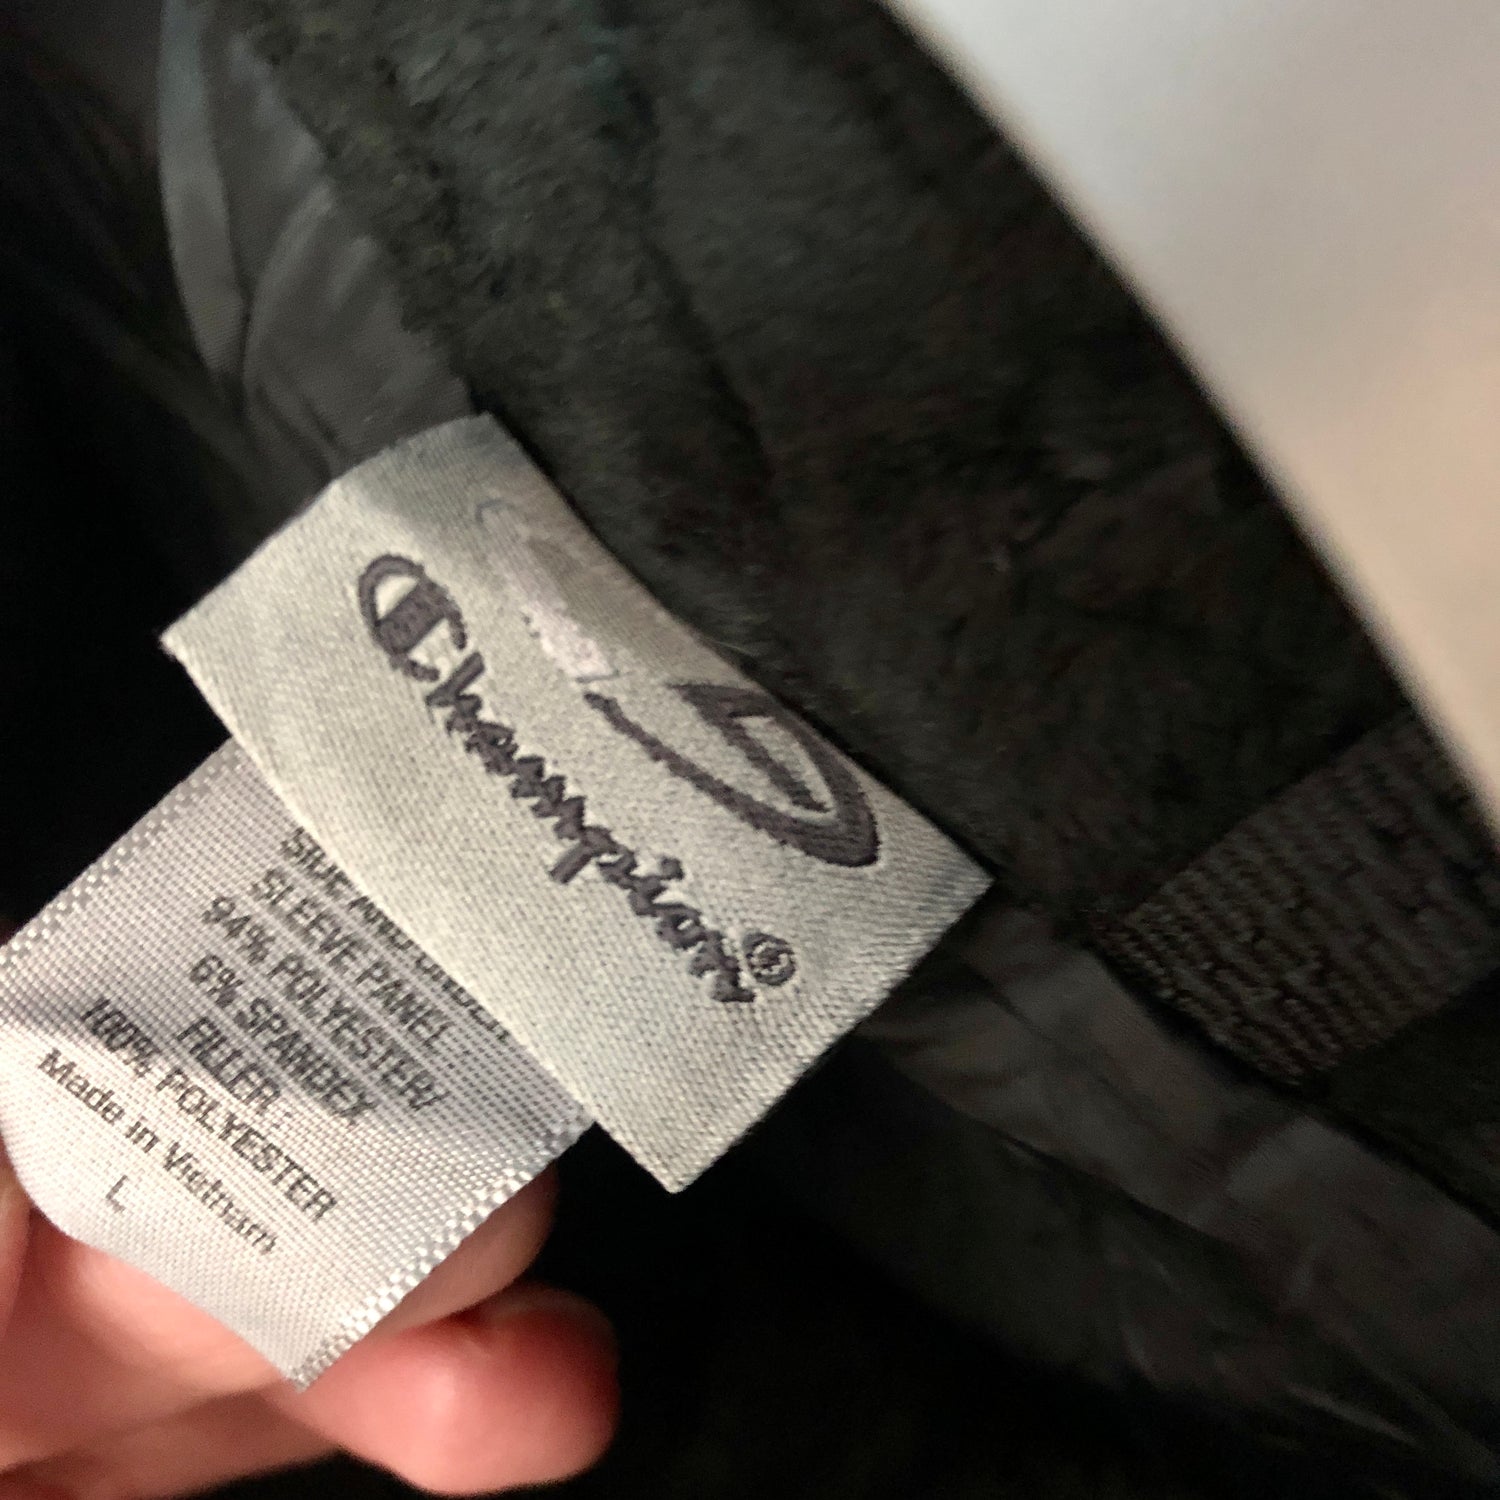 Champion®
SLEEVE PANEL
94% POLYESTER/
6% SPANDEX
FILLER:
100% POLYESTER
Made in Vietnam
L